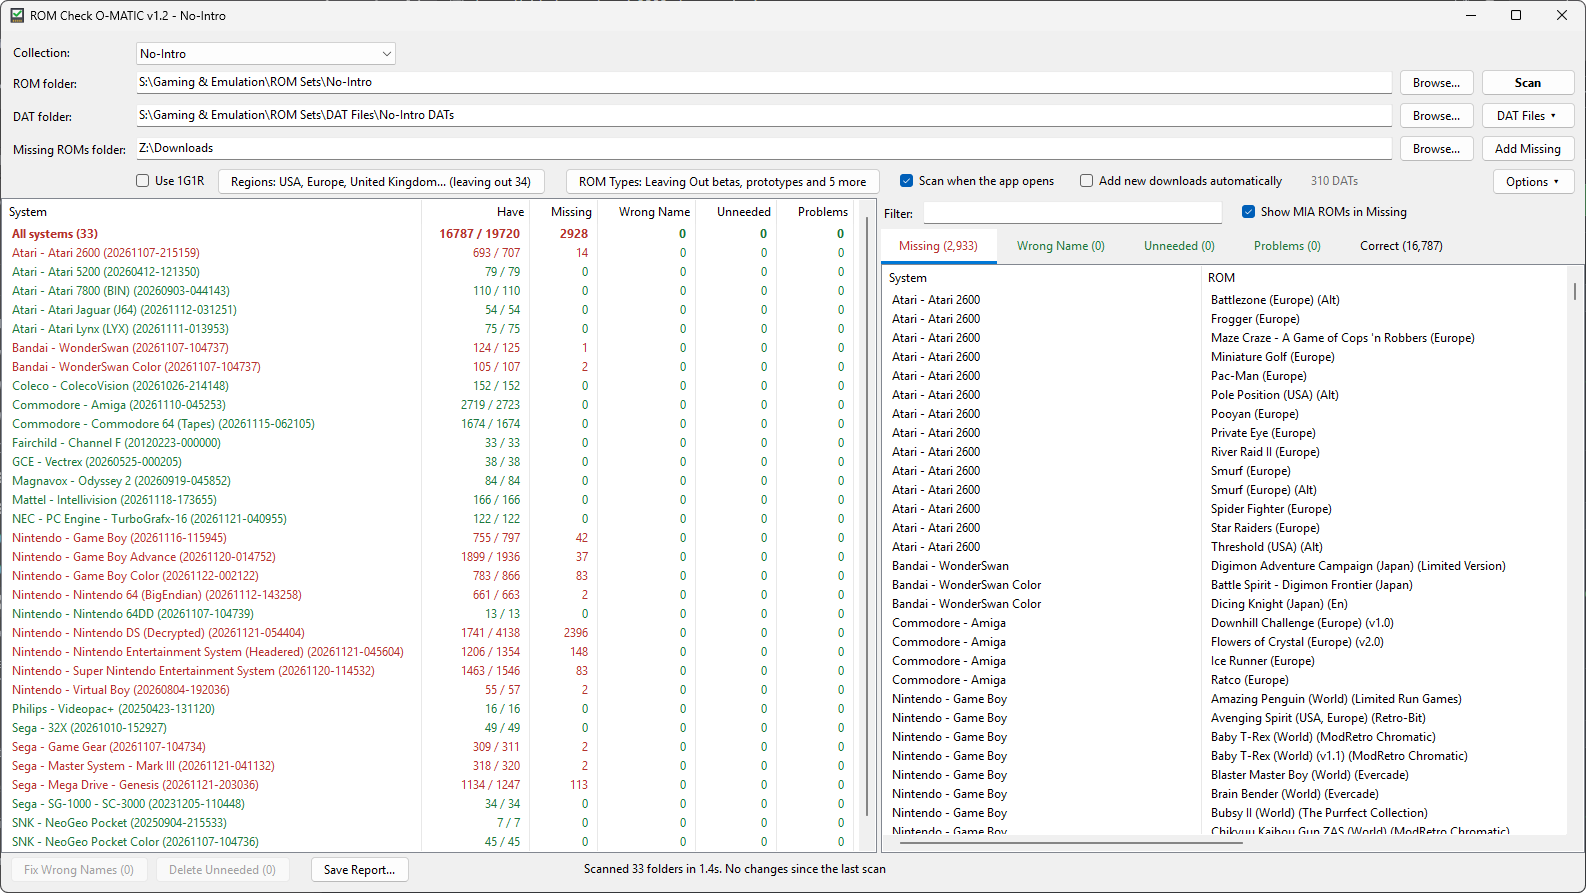 ROM Check O-MATIC v1.2 - No-Intro
Collection: No-Intro
ROM folder: S:\Gaming & Emulation\ROM Sets\No-Intro Browse... Scan
DAT folder: S:\Gaming & Emulation\ROM Sets\DAT Files\No-Intro DATs Browse... DAT Files
Missing ROMs folder: Z:\Downloads Browse... Add Missing
Use 1G1R Regions: USA, Europe, United Kingdom... (leaving out 34) ROM Types: Leaving Out betas, prototypes and 5 more Scan when the app opens Add new downloads automatically 310 DATs Options
System Have Missing Wrong Name Unneeded Problems
All systems (33) 16787 / 19720 2928 0 0 0
Atari - Atari 2600 (20261107-215159) 693 / 707 14 0 0 0
Atari - Atari 5200 (20260412-121350) 79 / 79 0 0 0 0
Atari - Atari 7800 (BIN) (20260903-044143) 110 / 110 0 0 0 0
Atari - Atari Jaguar (J64) (20261112-031251) 54 / 54 0 0 0 0
Atari - Atari Lynx (LYX) (20261111-013953) 75 / 75 0 0 0 0
Bandai - WonderSwan (20261107-104737) 124 / 125 1 0 0 0
Bandai - WonderSwan Color (20261107-104737) 105 / 107 2 0 0 0
Coleco - ColecoVision (20261026-214148) 152 / 152 0 0 0 0
Commodore - Amiga (20261110-045253) 2719 / 2723 0 0 0 0
Commodore - Commodore 64 (Tapes) (20261115-062105) 1674 / 1674 0 0 0 0
Fairchild - Channel F (20120223-000000) 33 / 33 0 0 0 0
GCE - Vectrex (20260525-000205) 38 / 38 0 0 0 0
Magnavox - Odyssey 2 (20260919-045852) 84 / 84 0 0 0 0
Mattel - Intellivision (20261118-173655) 166 / 166 0 0 0 0
NEC - PC Engine - TurboGrafx-16 (20261121-040955) 122 / 122 0 0 0 0
Nintendo - Game Boy (20261116-115945) 755 / 797 42 0 0 0
Nintendo - Game Boy Advance (20261120-014752) 1899 / 1936 37 0 0 0
Nintendo - Game Boy Color (20261122-002122) 783 / 866 83 0 0 0
Nintendo - Nintendo 64 (BigEndian) (20261112-143258) 661 / 663 2 0 0 0
Nintendo - Nintendo 64DD (20261107-104739) 13 / 13 0 0 0 0
Nintendo - Nintendo DS (Decrypted) (20261121-054404) 1741 / 4138 2396 0 0 0
Nintendo - Nintendo Entertainment System (Headered) (20261121-045604) 1206 / 1354 148 0 0 0
Nintendo - Super Nintendo Entertainment System (20261120-114532) 1463 / 1546 83 0 0 0
Nintendo - Virtual Boy (20260804-192036) 55 / 57 2 0 0 0
Philips - Videopac+ (20250423-131120) 16 / 16 0 0 0 0
Sega - 32X (20261010-152927) 49 / 49 0 0 0 0
Sega - Game Gear (20261107-104734) 309 / 311 2 0 0 0
Sega - Master System - Mark III (20261121-041132) 318 / 320 2 0 0 0
Sega - Mega Drive - Genesis (20261121-203036) 1134 / 1247 113 0 0 0
Sega - SG-1000 - SC-3000 (20231205-110448) 34 / 34 0 0 0 0
SNK - NeoGeo Pocket (20250904-215533) 7 / 7 0 0 0 0
SNK - NeoGeo Pocket Color (20261107-104736) 45 / 45 0 0 0 0
Filter: Show MIA ROMs in Missing
Missing (2,933) Wrong Name (0) Unneeded (0) Problems (0) Correct (16,787)
System ROM
Atari - Atari 2600 Battlezone (Europe) (Alt)
Atari - Atari 2600 Frogger (Europe)
Atari - Atari 2600 Maze Craze - A Game of Cops 'n Robbers (Europe)
Atari - Atari 2600 Miniature Golf (Europe)
Atari - Atari 2600 Pac-Man (Europe)
Atari - Atari 2600 Pole Position (USA) (Alt)
Atari - Atari 2600 Pooyan (Europe)
Atari - Atari 2600 Private Eye (Europe)
Atari - Atari 2600 River Raid II (Europe)
Atari - Atari 2600 Smurf (Europe)
Atari - Atari 2600 Smurf (Europe) (Alt)
Atari - Atari 2600 Spider Fighter (Europe)
Atari - Atari 2600 Star Raiders (Europe)
Atari - Atari 2600 Threshold (USA) (Alt)
Bandai - WonderSwan Digimon Adventure Campaign (Japan) (Limited Version)
Bandai - WonderSwan Color Battle Spirit - Digimon Frontier (Japan)
Bandai - WonderSwan Color Dicing Knight (Japan) (En)
Commodore - Amiga Downhill Challenge (Europe) (v1.0)
Commodore - Amiga Flowers of Crystal (Europe) (v2.0)
Commodore - Amiga Ice Runner (Europe)
Commodore - Amiga Ratco (Europe)
Nintendo - Game Boy Amazing Penguin (World) (Limited Run Games)
Nintendo - Game Boy Avenging Spirit (USA, Europe) (Retro-Bit)
Nintendo - Game Boy Baby T-Rex (World) (ModRetro Chromatic)
Nintendo - Game Boy Baby T-Rex (World) (v1.1) (ModRetro Chromatic)
Nintendo - Game Boy Blaster Master Boy (World) (Evercade)
Nintendo - Game Boy Brain Bender (World) (Evercade)
Nintendo - Game Boy Bubsy II (World) (The Purrfect Collection)
Nintendo - Game Boy Chikyuu Kaihou Gun ZAS (World) (ModRetro Chromatic)
Fix Wrong Names (0) Delete Unneeded (0) Save Report... Scanned 33 folders in 1.4s. No changes since the last scan